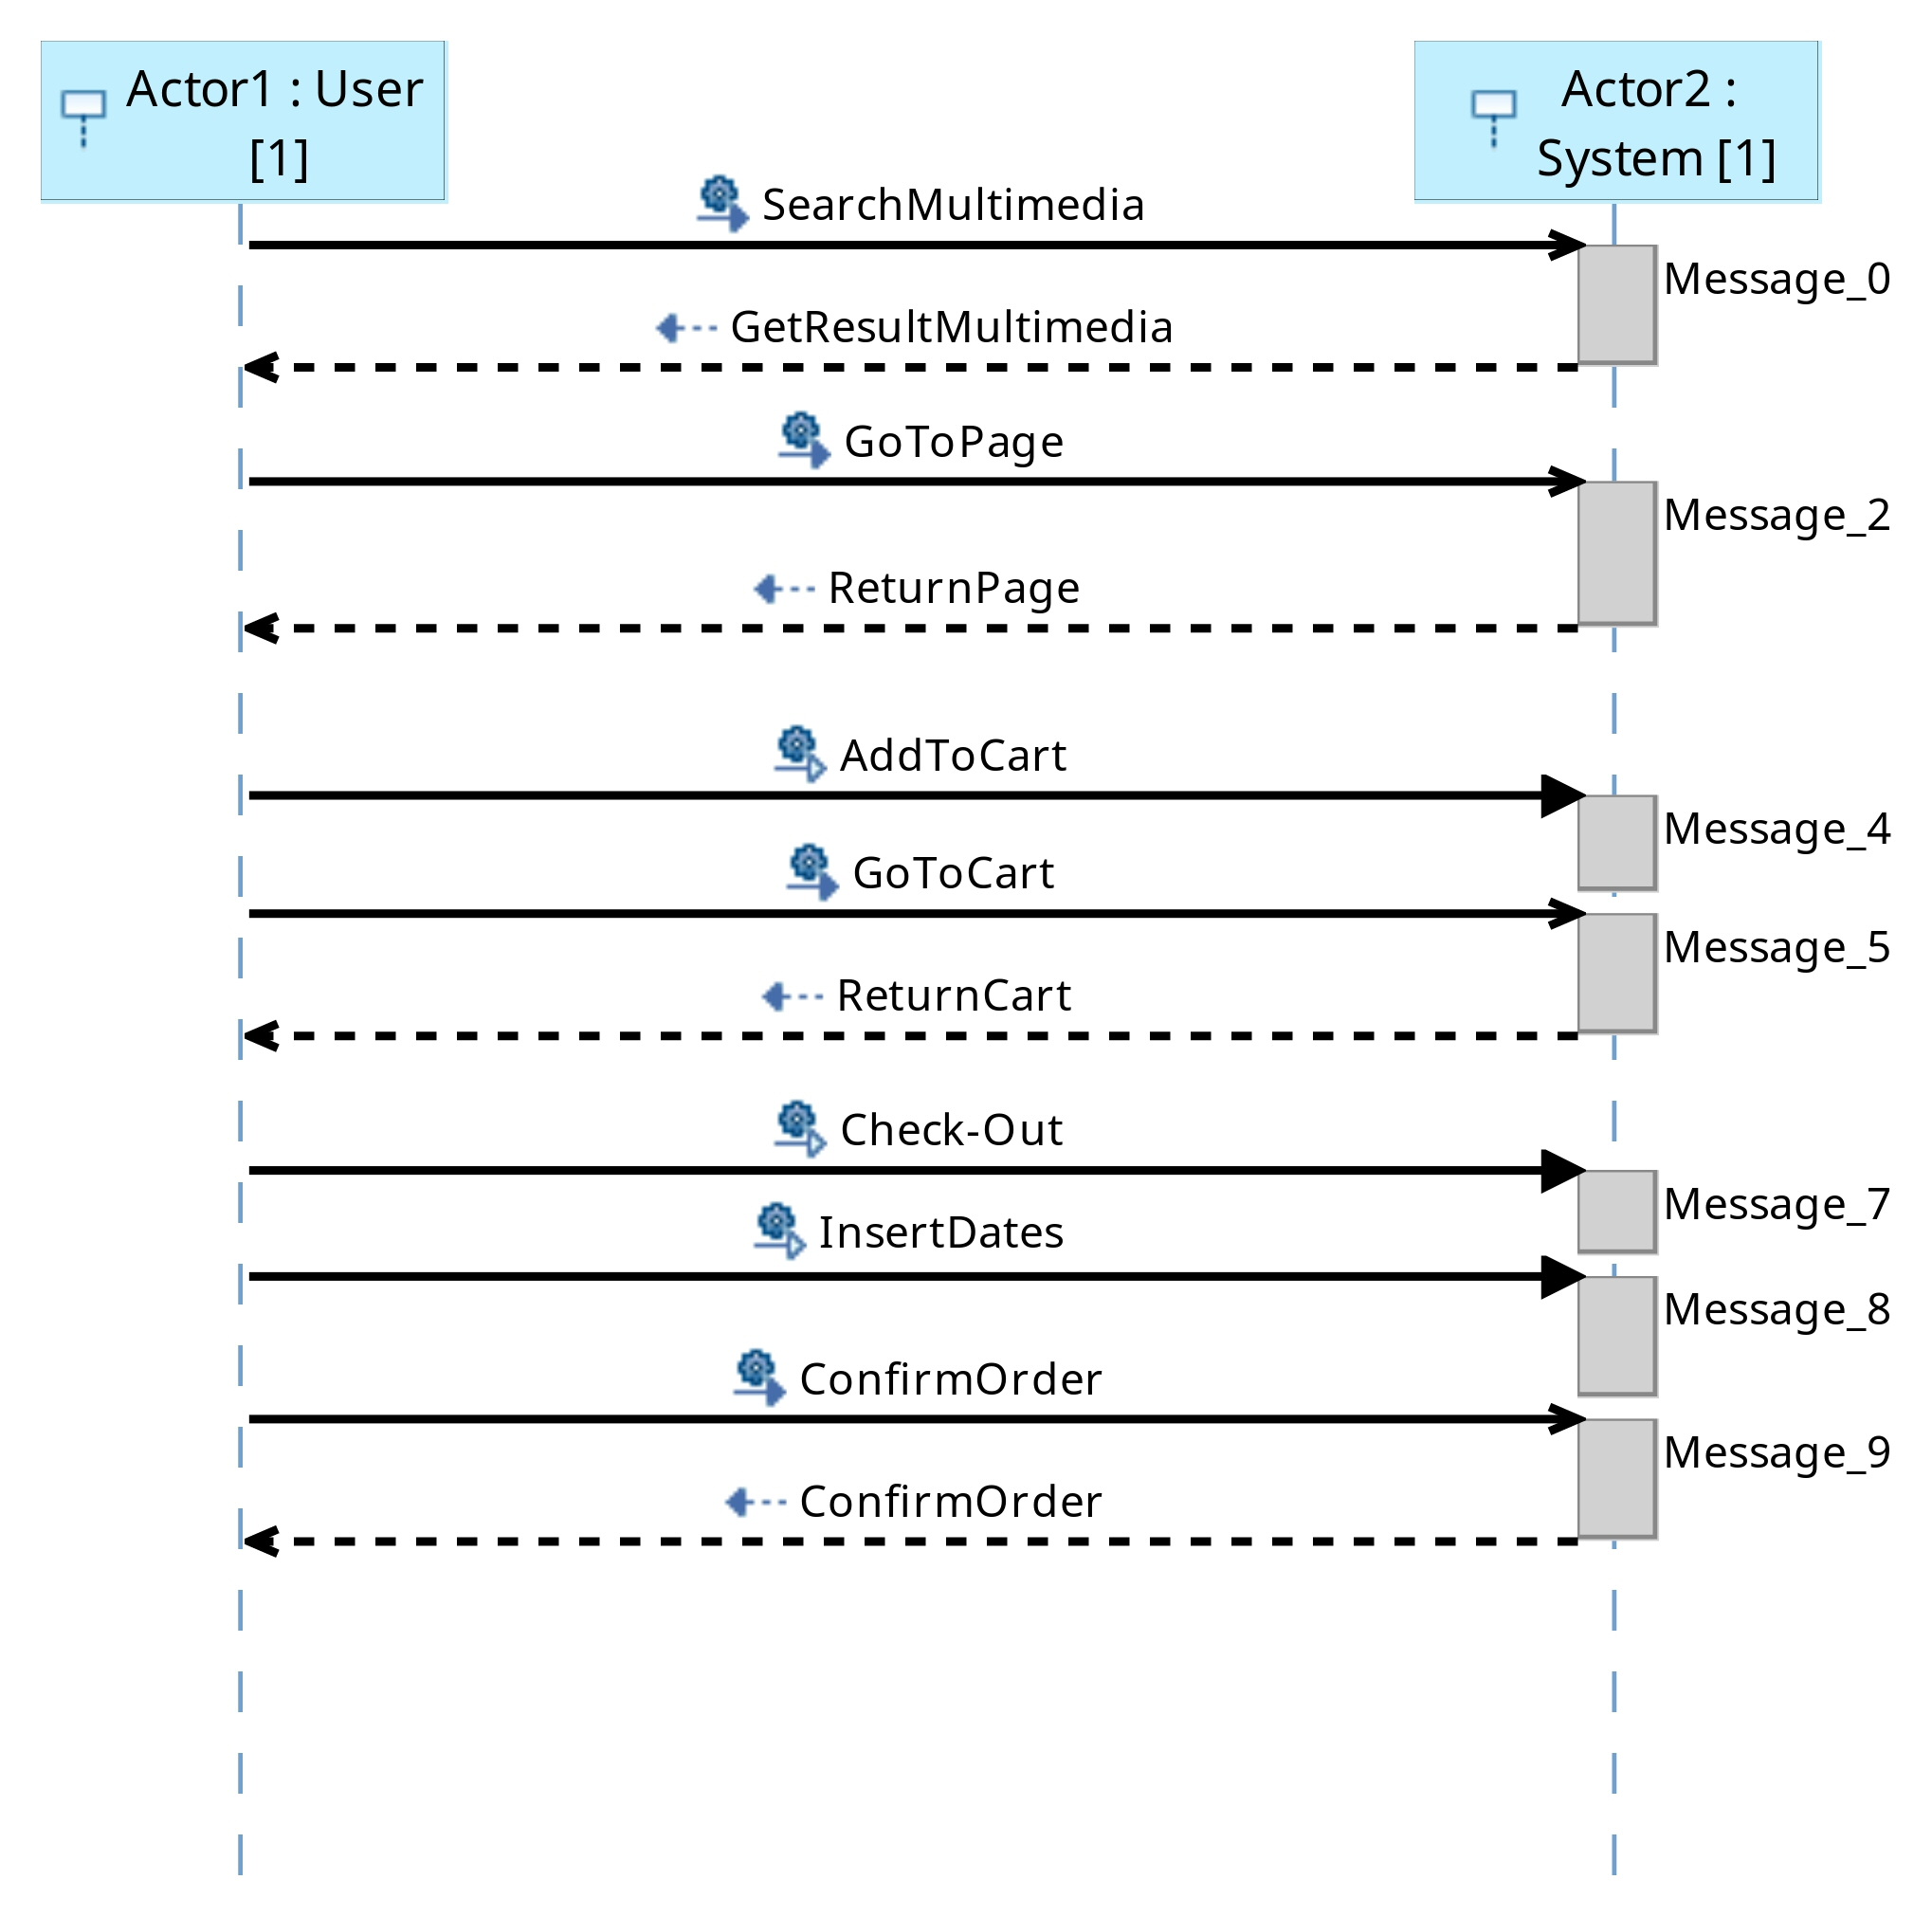 Actor1 : User
[1]
Actor2 :
System [1]
SearchMultimedia
Message_0
GetResultMultimedia
GoToPage
Message_2
ReturnPage
AddToCart
Message_4
GoToCart
Message_5
ReturnCart
Check-Out
Message_7
InsertDates
Message_8
ConfirmOrder
Message_9
ConfirmOrder